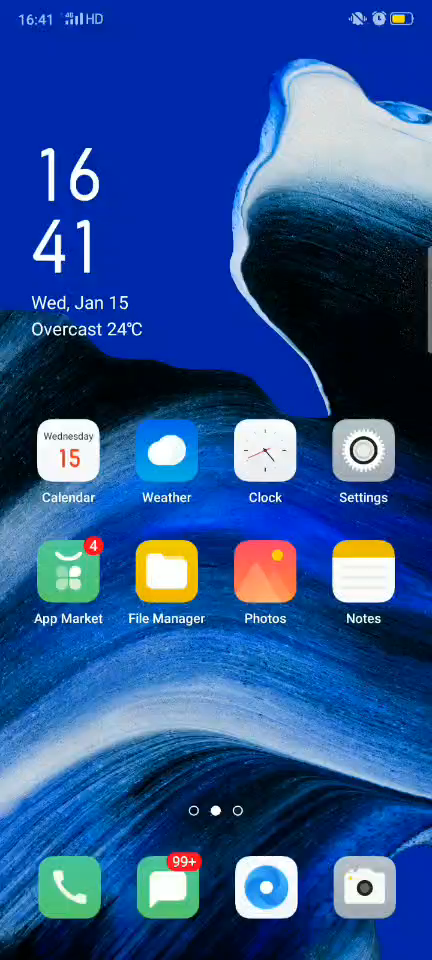 16:41 4G HD
16
41
Wed, Jan 15
Overcast 24℃
Wednesday
15
Calendar Weather Clock Settings
4
App Market File Manager Photos Notes
99+